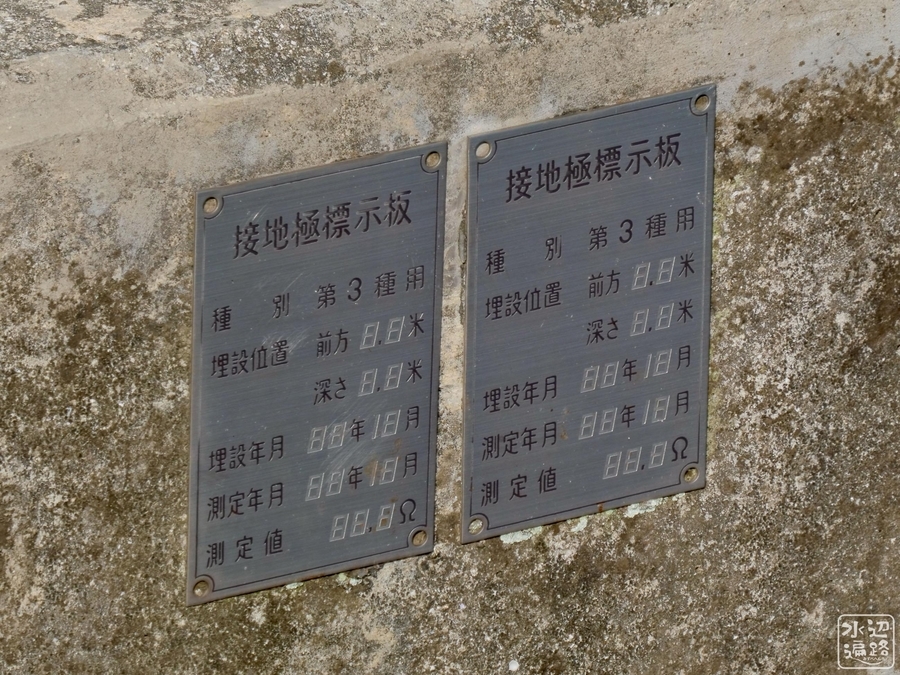 接地極標示板
種別 第3種用
埋設位置 前方 8.8米
深さ 8.8米
埋設年月 88年18月
測定年月 88年18月
測定値 88.8Ω
接地極標示板
種別 第3種用
埋設位置 前方 8.8米
深さ 8.8米
埋設年月 88年18月
測定年月 88年18月
測定値 88.8Ω
水辺
遍路